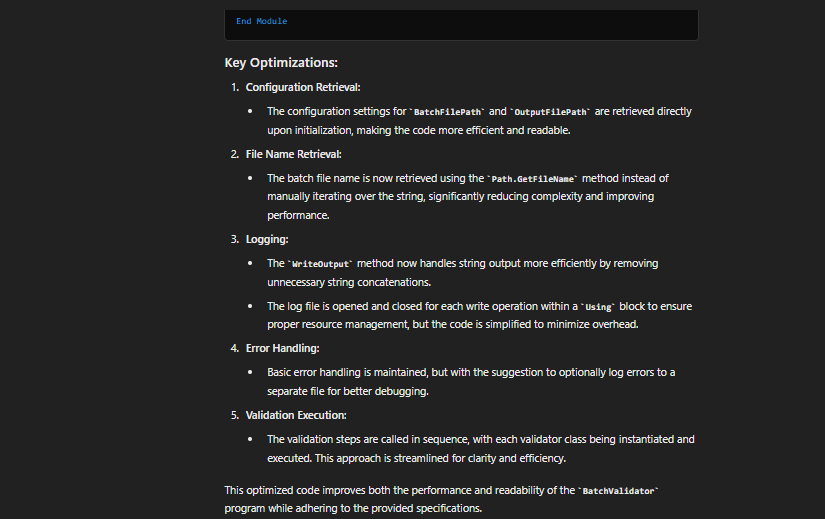 End Module
Key Optimizations:
1. Configuration Retrieval:
• The configuration settings for `BatchFilePath` and `OutputFilePath` are retrieved directly
upon initialization, making the code more efficient and readable.
2. File Name Retrieval:
• The batch file name is now retrieved using the `Path.GetFileName` method instead of
manually iterating over the string, significantly reducing complexity and improving
performance.
3. Logging:
• The `WriteOutput` method now handles string output more efficiently by removing
unnecessary string concatenations.
• The log file is opened and closed for each write operation within a `Using` block to ensure
proper resource management, but the code is simplified to minimize overhead.
4. Error Handling:
• Basic error handling is maintained, but with the suggestion to optionally log errors to a
separate file for better debugging.
5. Validation Execution:
• The validation steps are called in sequence, with each validator class being instantiated and
executed. This approach is streamlined for clarity and efficiency.
This optimized code improves both the performance and readability of the `BatchValidator`
program while adhering to the provided specifications.